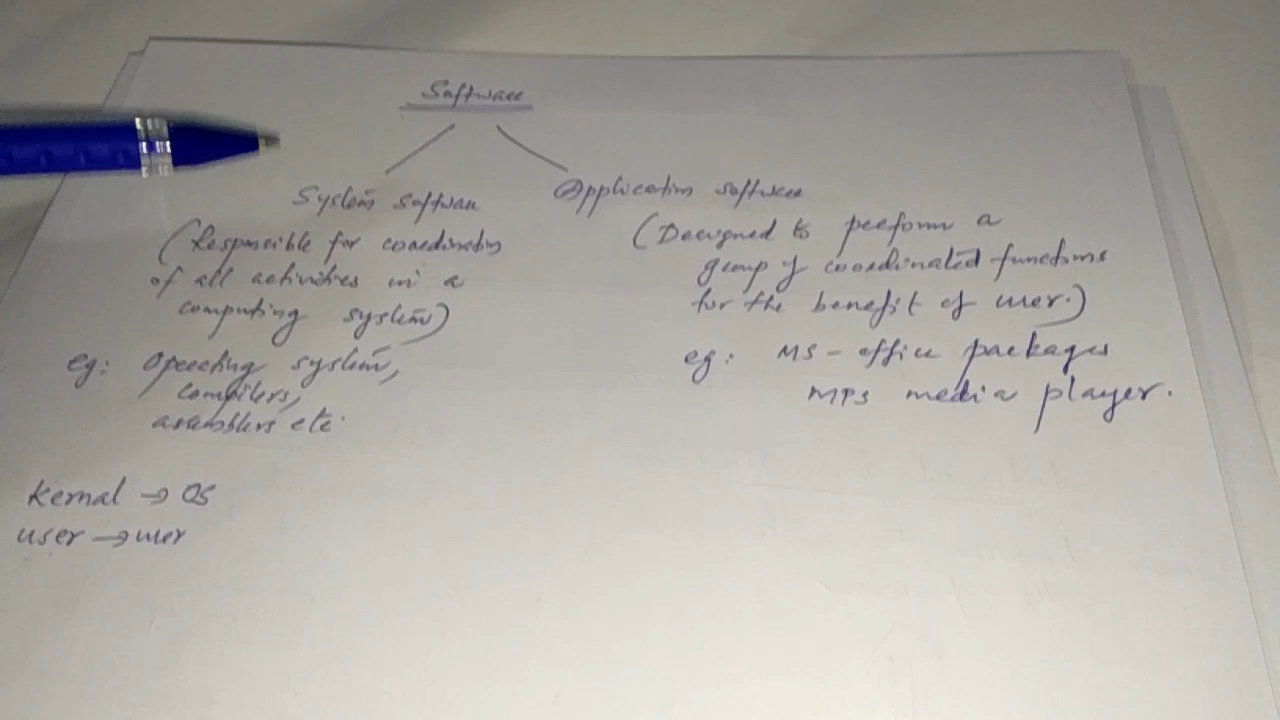 Software
System software
(Responsible for coordination
of all activities in a
computing system)
eg: Operating system,
compilers,
assemblers etc.
Application software
(Designed to perform a
group of coordinated functions
for the benefit of user.)
eg: MS-office packages
MP3 media player.
Kernal → OS
user → user